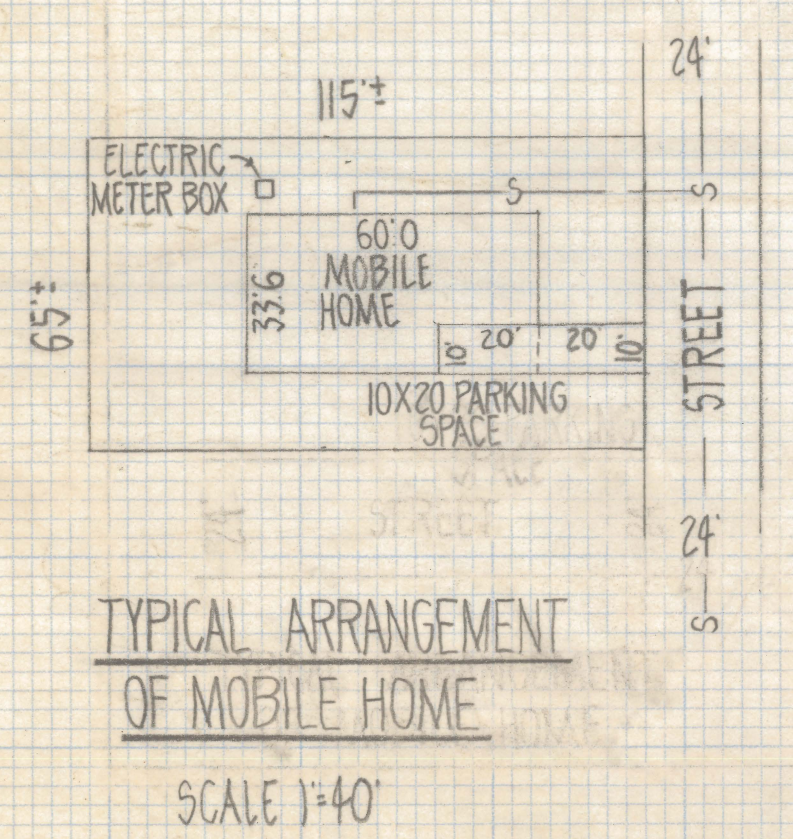 24'
115'±
ELECTRIC
METER BOX
S
S
60'.0
MOBILE
HOME
33'.6
65'±
10'
20'
20'
10'
STREET
10X20 PARKING
SPACE
STREET
24'
S
TYPICAL ARRANGEMENT
OF MOBILE HOME
SCALE 1"=40'